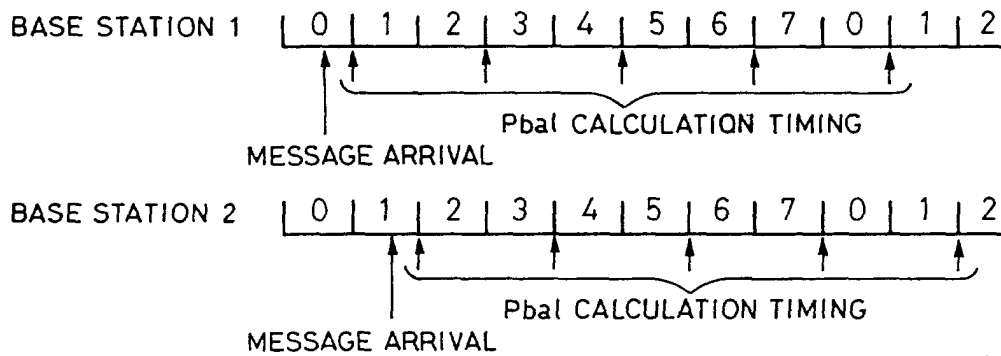 BASE STATION 1 0 1 2 3 4 5 6 7 0 1 2
Pbal CALCULATION TIMING
MESSAGE ARRIVAL
BASE STATION 2 0 1 2 3 4 5 6 7 0 1 2
Pbal CALCULATION TIMING
MESSAGE ARRIVAL